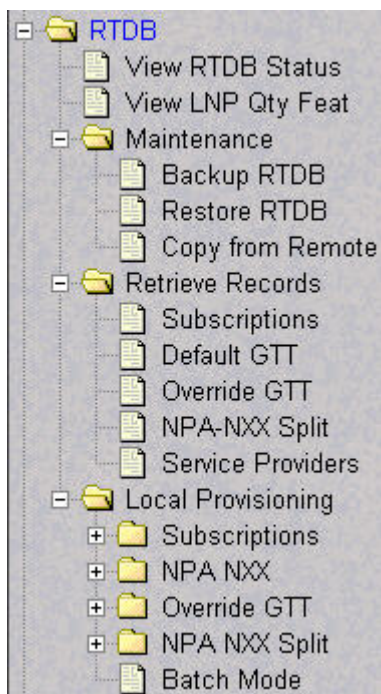 RTDB
View RTDB Status
View LNP Qty Feat
Maintenance
Backup RTDB
Restore RTDB
Copy from Remote
Retrieve Records
Subscriptions
Default GTT
Override GTT
NPA-NXX Split
Service Providers
Local Provisioning
Subscriptions
NPA NXX
Override GTT
NPA NXX Split
Batch Mode